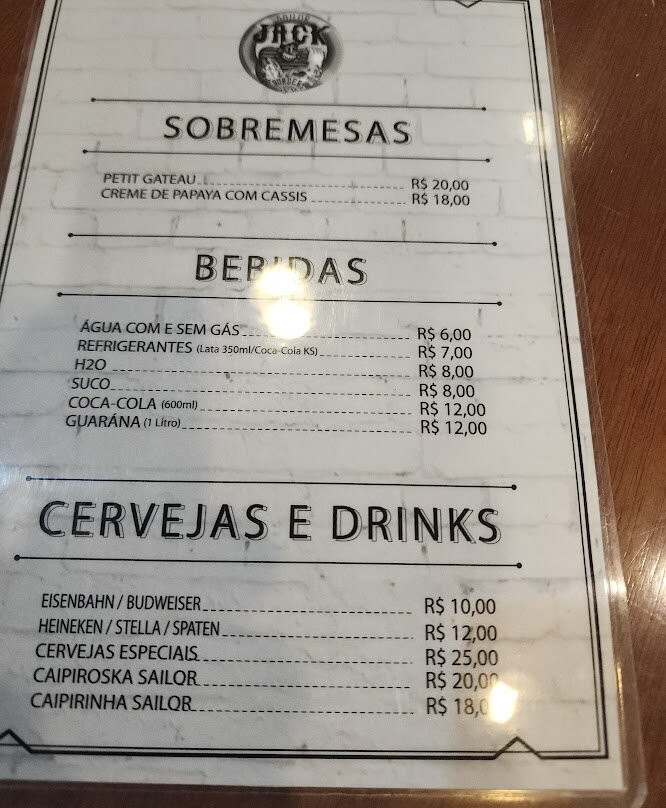 SAILOR
JACK
BURGER
SOBREMESAS
PETIT GATEAU R$ 20,00
CREME DE PAPAYA COM CASSIS R$ 18,00
BEBIDAS
ÁGUA COM E SEM GÁS R$ 6,00
REFRIGERANTES (Lata 350ml/Coca-Cola KS) R$ 7,00
H2O R$ 8,00
SUCO R$ 8,00
COCA-COLA (600ml) R$ 12,00
GUARÁNA (1 Litro) R$ 12,00
CERVEJAS E DRINKS
EISENBAHN / BUDWEISER R$ 10,00
HEINEKEN / STELLA / SPATEN R$ 12,00
CERVEJAS ESPECIAIS R$ 25,00
CAIPIROSKA SAILOR R$ 20,00
CAIPIRINHA SAILOR R$ 18,0